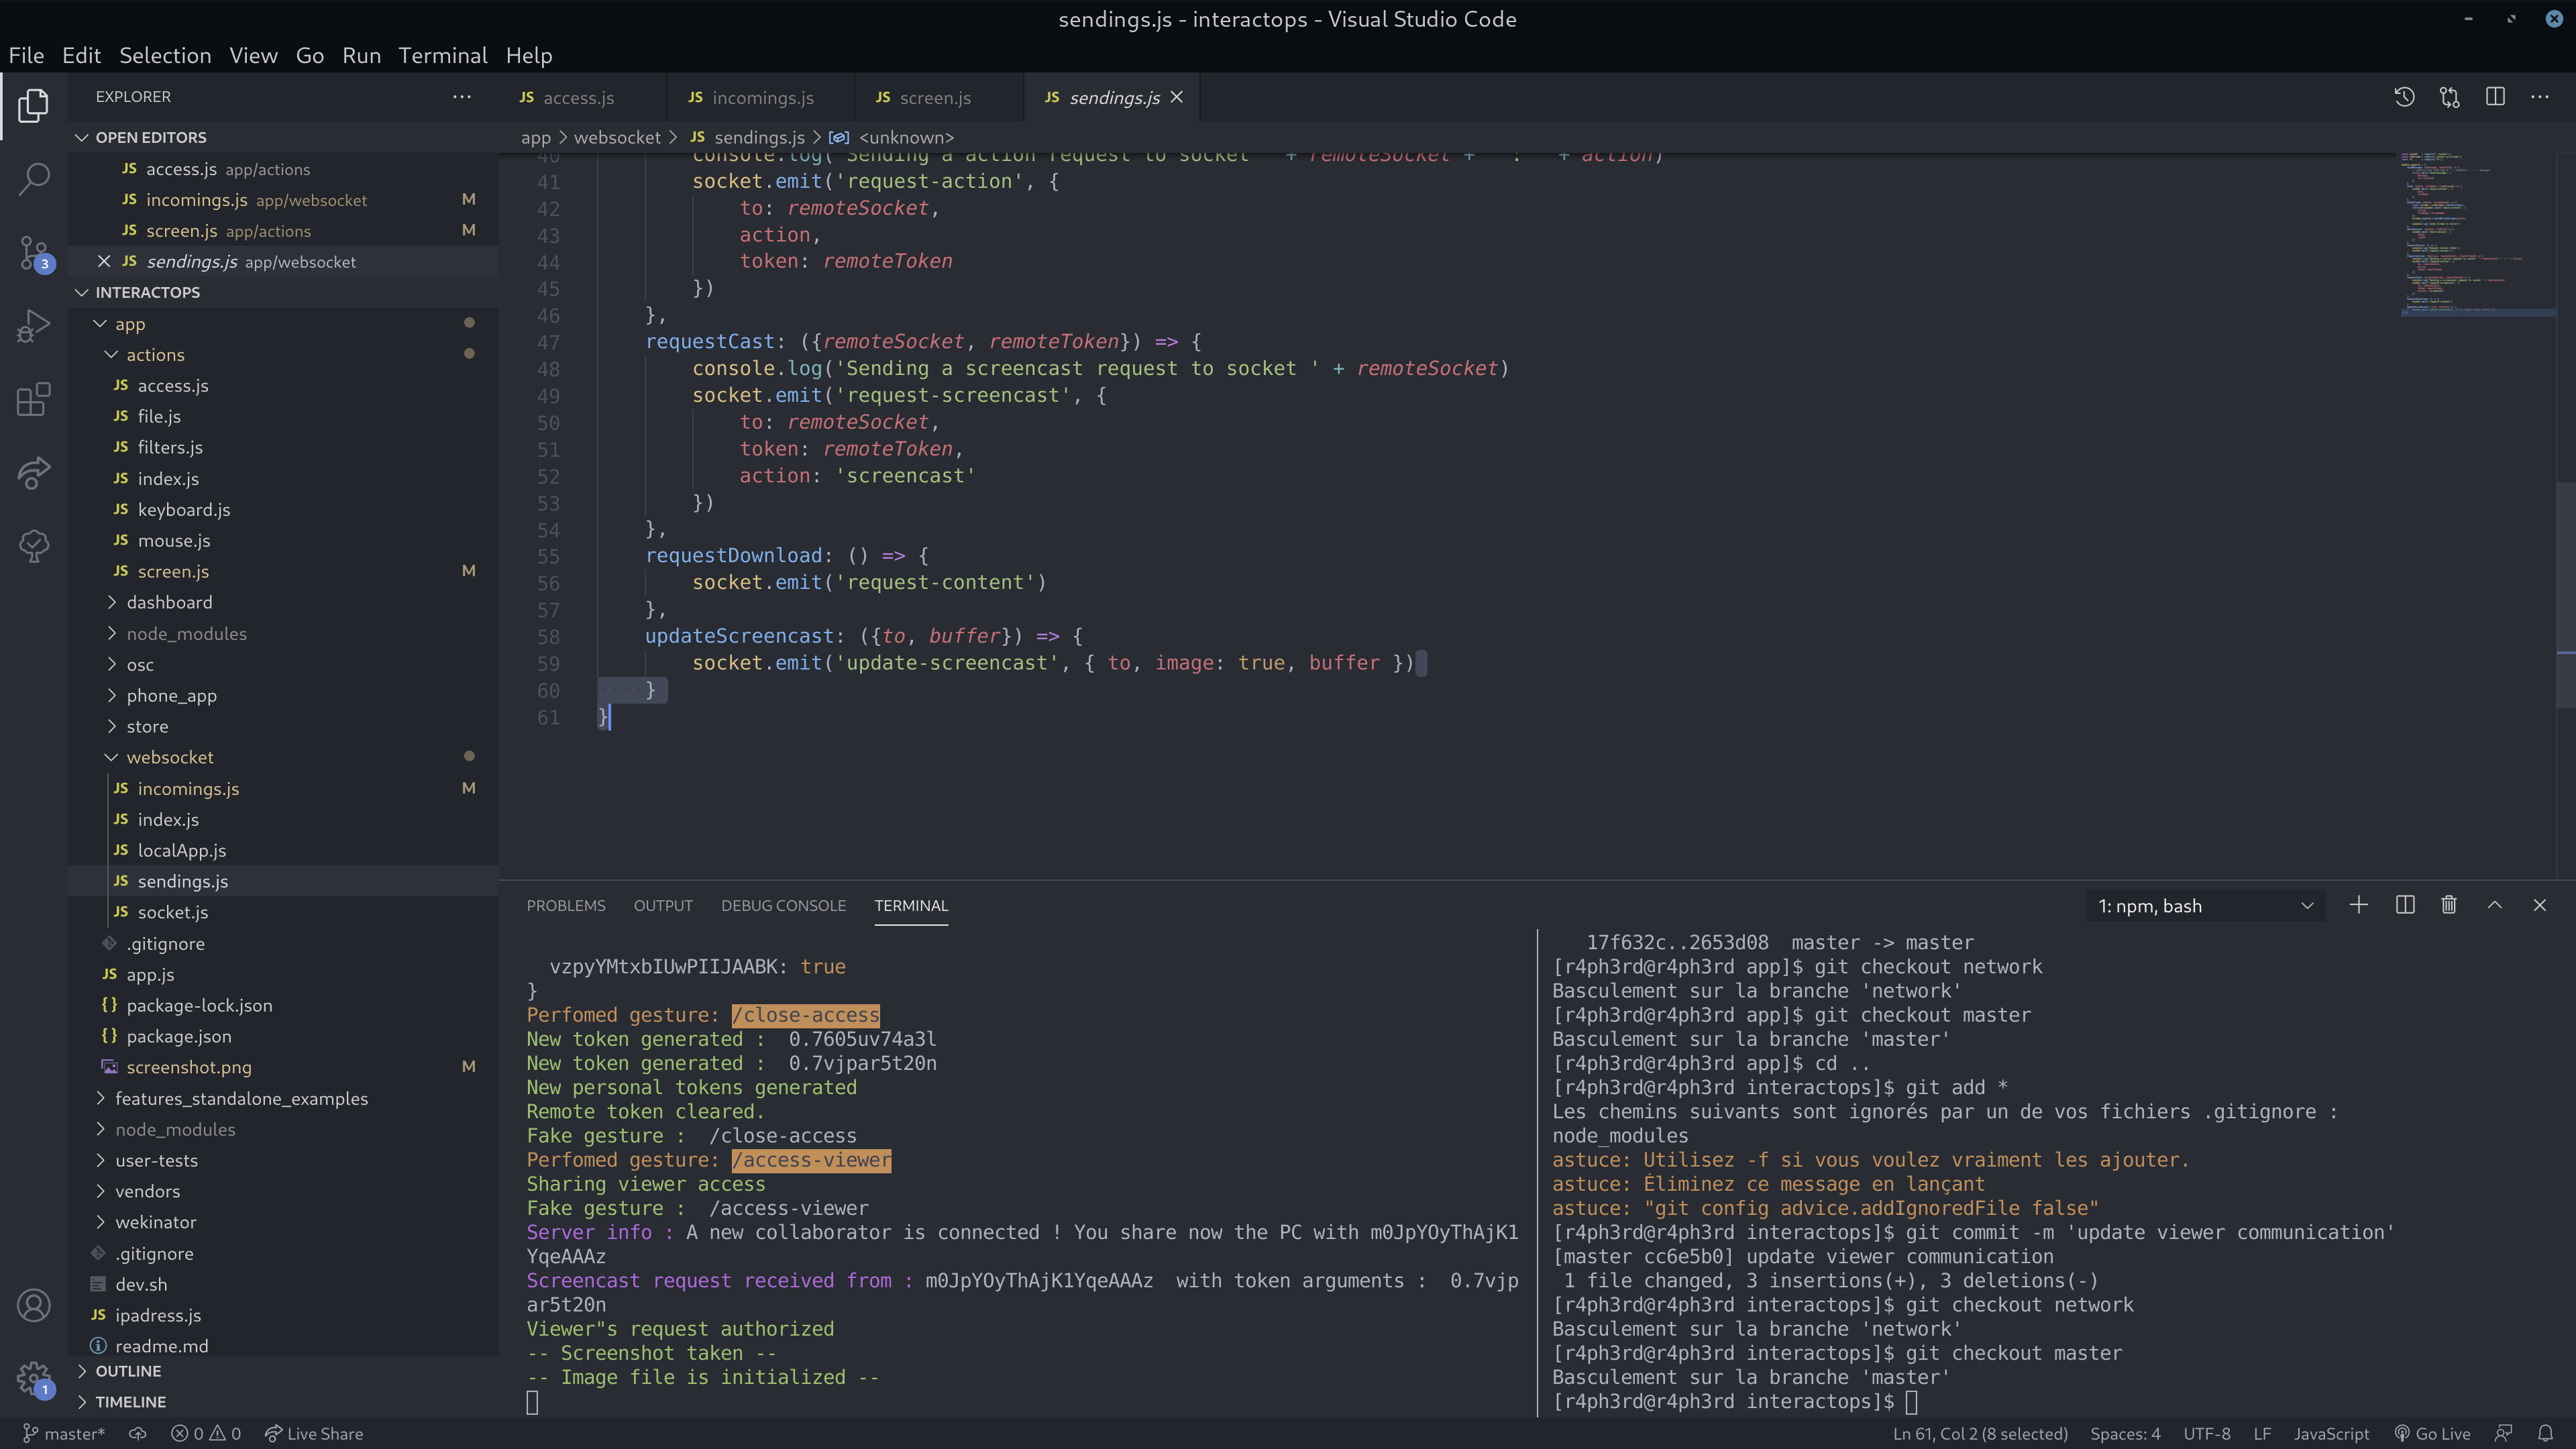 sendings.js - interactops - Visual Studio Code
File Edit Selection View Go Run Terminal Help
EXPLORER
OPEN EDITORS
JS access.js app/actions
JS incomings.js app/websocket M
JS screen.js app/actions M
JS sendings.js app/websocket
INTERACTOPS
app
actions
JS access.js
JS file.js
JS filters.js
JS index.js
JS keyboard.js
JS mouse.js
JS screen.js M
dashboard
node_modules
osc
phone_app
store
websocket
JS incomings.js M
JS index.js
JS localApp.js
JS sendings.js
JS socket.js
.gitignore
JS app.js
{} package-lock.json
{} package.json
screenshot.png M
features_standalone_examples
node_modules
user-tests
vendors
wekinator
.gitignore
dev.sh
JS ipadress.js
readme.md
OUTLINE
TIMELINE
3
1
JS access.js JS incomings.js JS screen.js JS sendings.js
app > websocket > JS sendings.js > <unknown>
40 console.log('Sending a action request to socket ' + remoteSocket + ' : ' + action)
41 socket.emit('request-action', {
42 to: remoteSocket,
43 action,
44 token: remoteToken
45 })
46 },
47 requestCast: ({remoteSocket, remoteToken}) => {
48 console.log('Sending a screencast request to socket ' + remoteSocket)
49 socket.emit('request-screencast', {
50 to: remoteSocket,
51 token: remoteToken,
52 action: 'screencast'
53 })
54 },
55 requestDownload: () => {
56 socket.emit('request-content')
57 },
58 updateScreencast: ({to, buffer}) => {
59 socket.emit('update-screencast', { to, image: true, buffer })
60 ····}
61 }
PROBLEMS OUTPUT DEBUG CONSOLE TERMINAL
1: npm, bash
vzpyYMtxbIUwPIIJAABK: true
}
Perfomed gesture: /close-access
New token generated :  0.7605uv74a3l
New token generated :  0.7vjpar5t20n
New personal tokens generated
Remote token cleared.
Fake gesture :  /close-access
Perfomed gesture: /access-viewer
Sharing viewer access
Fake gesture :  /access-viewer
Server info : A new collaborator is connected ! You share now the PC with m0JpYOyThAjK1
YqeAAAz
Screencast request received from : m0JpYOyThAjK1YqeAAAz  with token arguments :  0.7vjp
ar5t20n
Viewer"s request authorized
-- Screenshot taken --
-- Image file is initialized --
17f632c..2653d08  master -> master
[r4ph3rd@r4ph3rd app]$ git checkout network
Basculement sur la branche 'network'
[r4ph3rd@r4ph3rd app]$ git checkout master
Basculement sur la branche 'master'
[r4ph3rd@r4ph3rd app]$ cd ..
[r4ph3rd@r4ph3rd interactops]$ git add *
Les chemins suivants sont ignorés par un de vos fichiers .gitignore :
node_modules
astuce: Utilisez -f si vous voulez vraiment les ajouter.
astuce: Éliminez ce message en lançant
astuce: "git config advice.addIgnoredFile false"
[r4ph3rd@r4ph3rd interactops]$ git commit -m 'update viewer communication'
[master cc6e5b0] update viewer communication
1 file changed, 3 insertions(+), 3 deletions(-)
[r4ph3rd@r4ph3rd interactops]$ git checkout network
Basculement sur la branche 'network'
[r4ph3rd@r4ph3rd interactops]$ git checkout master
Basculement sur la branche 'master'
[r4ph3rd@r4ph3rd interactops]$
master* 0 0 Live Share Ln 61, Col 2 (8 selected) Spaces: 4 UTF-8 LF JavaScript Go Live